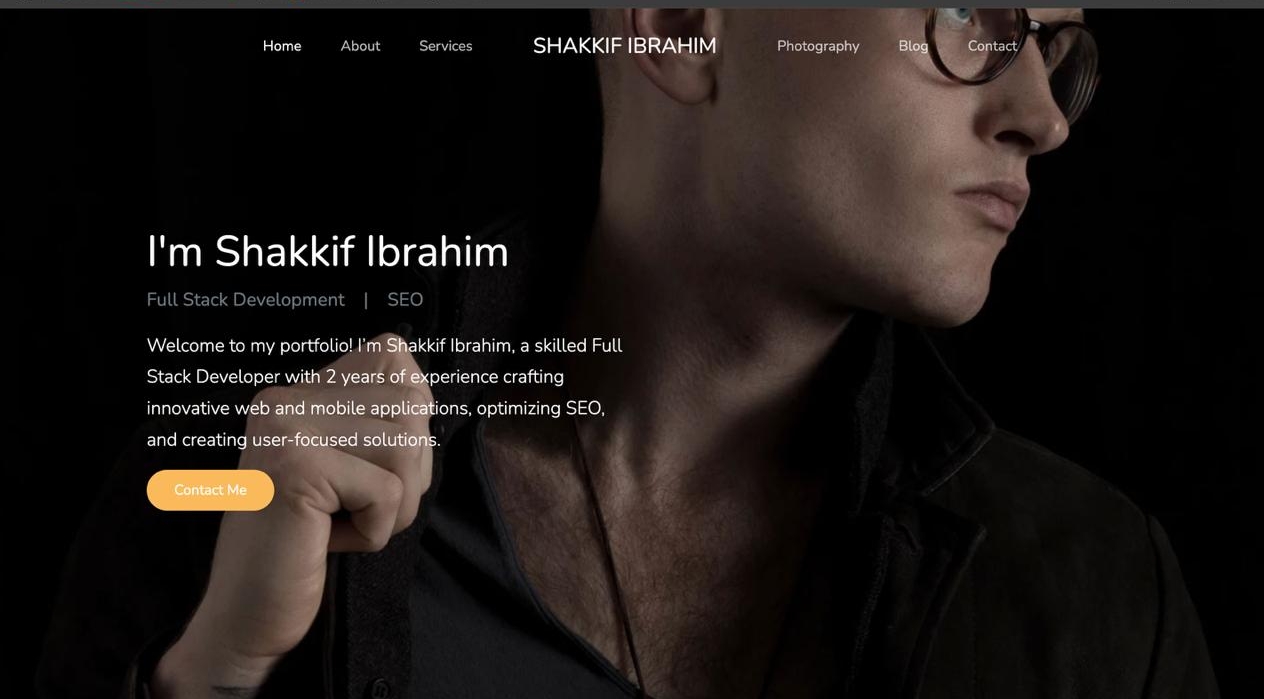 Home About Services SHAKKIF IBRAHIM Photography Blog Contact
I'm Shakkif Ibrahim
Full Stack Development | SEO
Welcome to my portfolio! I'm Shakkif Ibrahim, a skilled Full
Stack Developer with 2 years of experience crafting
innovative web and mobile applications, optimizing SEO,
and creating user-focused solutions.
Contact Me